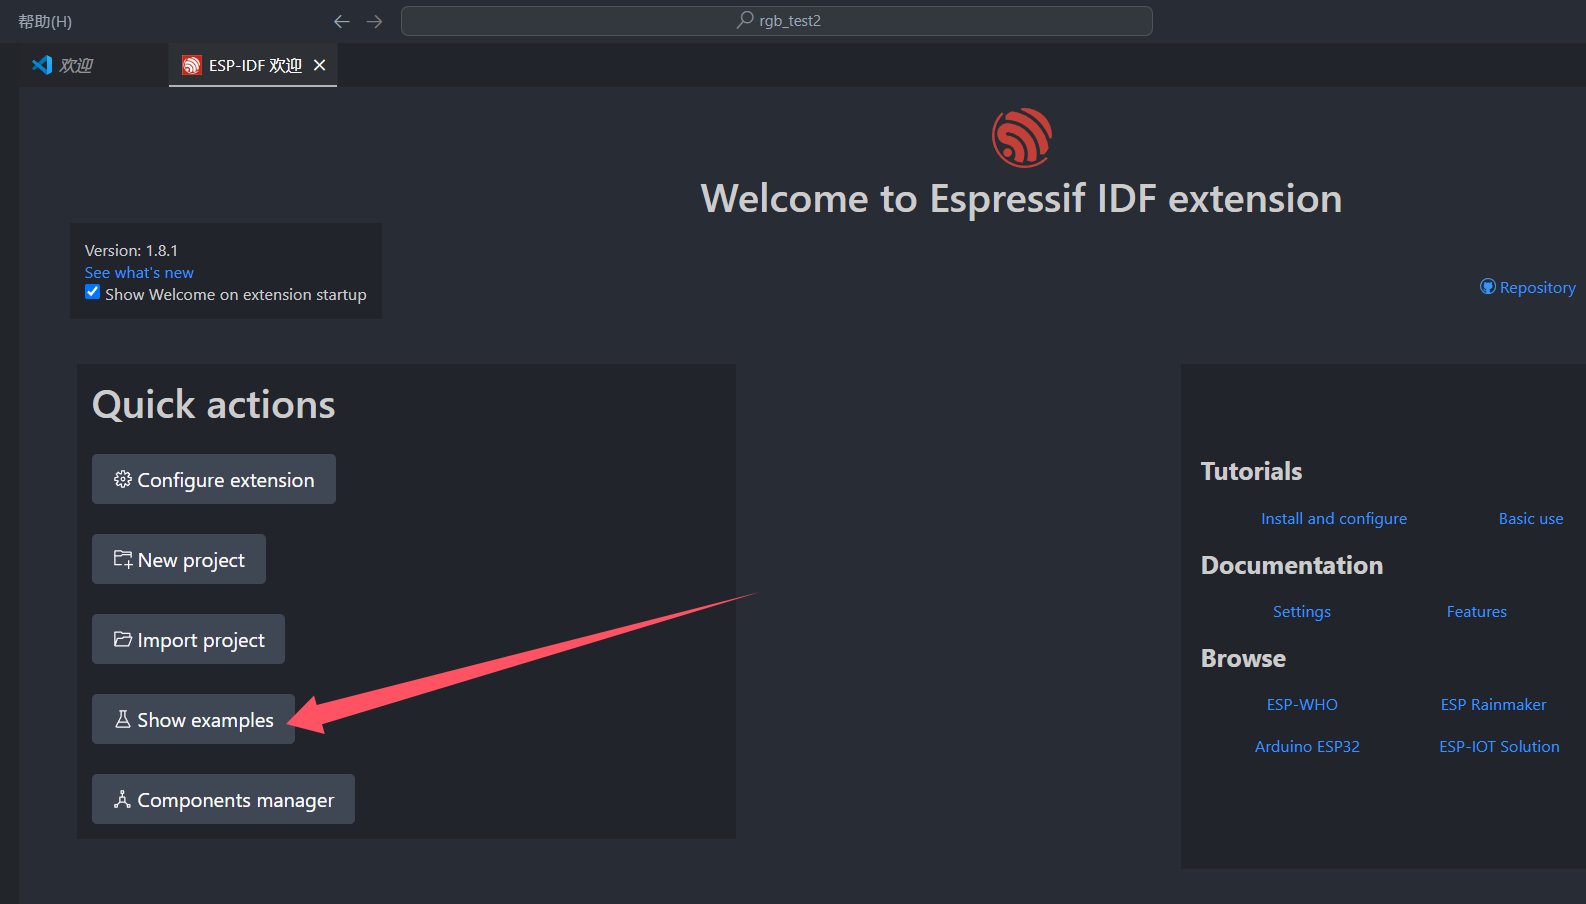 帮助(H)
rgb_test2
欢迎
ESP-IDF 欢迎
Welcome to Espressif IDF extension
Version: 1.8.1
See what's new
Show Welcome on extension startup
Repository
Quick actions
Configure extension
New project
Import project
Show examples
Components manager
Tutorials
Install and configure
Basic use
Documentation
Settings
Features
Browse
ESP-WHO
ESP Rainmaker
Arduino ESP32
ESP-IOT Solution